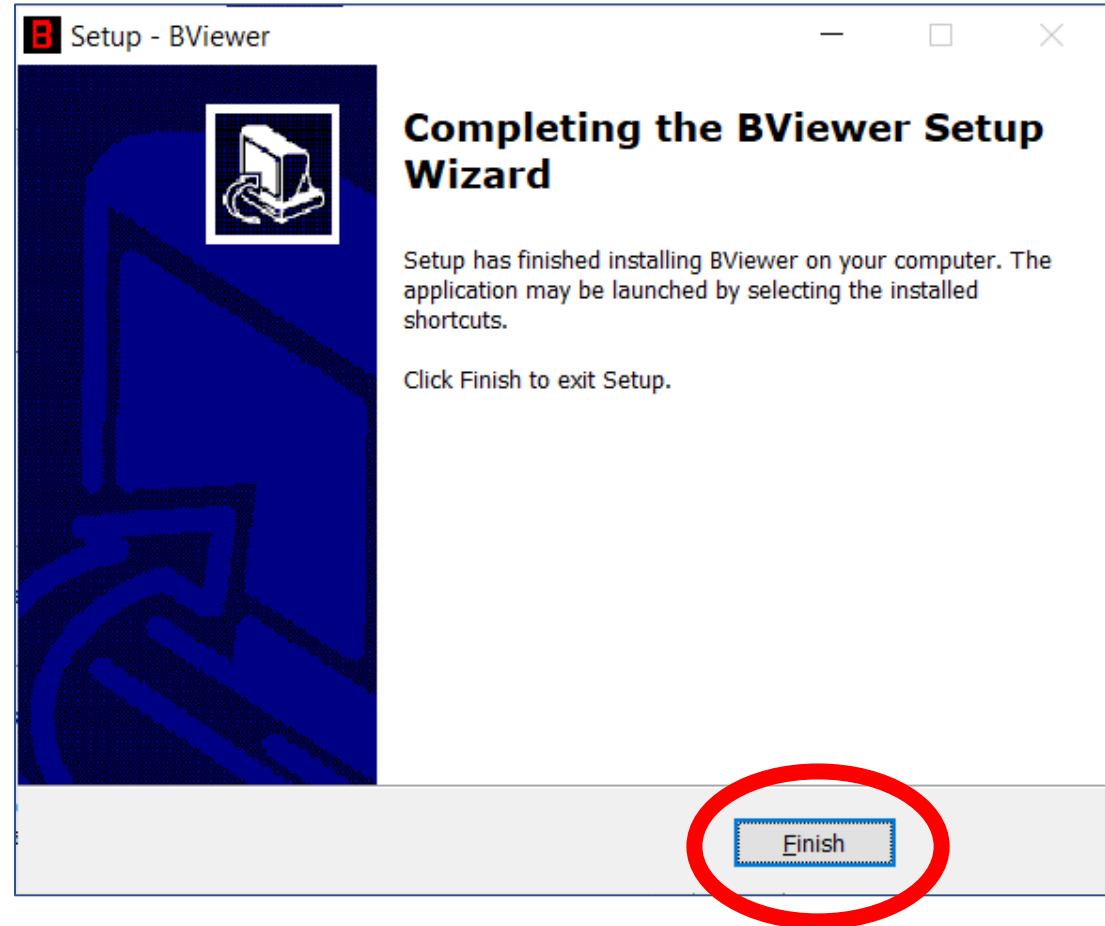 B Setup - BViewer
Completing the BViewer Setup
Wizard
Setup has finished installing BViewer on your computer. The
application may be launched by selecting the installed
shortcuts.
Click Finish to exit Setup.
Finish